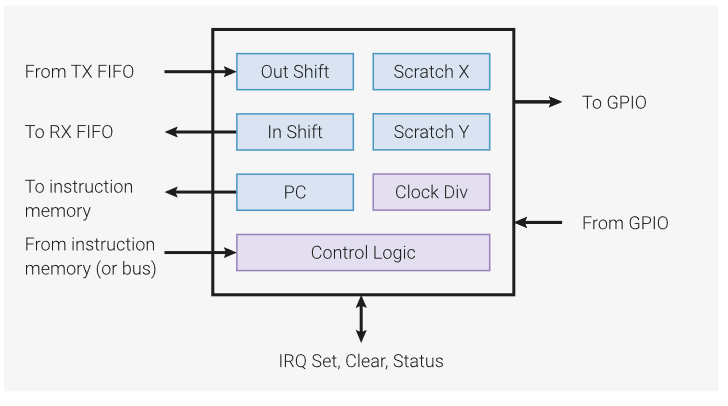 From TX FIFO
Out Shift
Scratch X
To GPIO
To RX FIFO
In Shift
Scratch Y
To instruction
memory
PC
Clock Div
From GPIO
From instruction
memory (or bus)
Control Logic
IRQ Set, Clear, Status